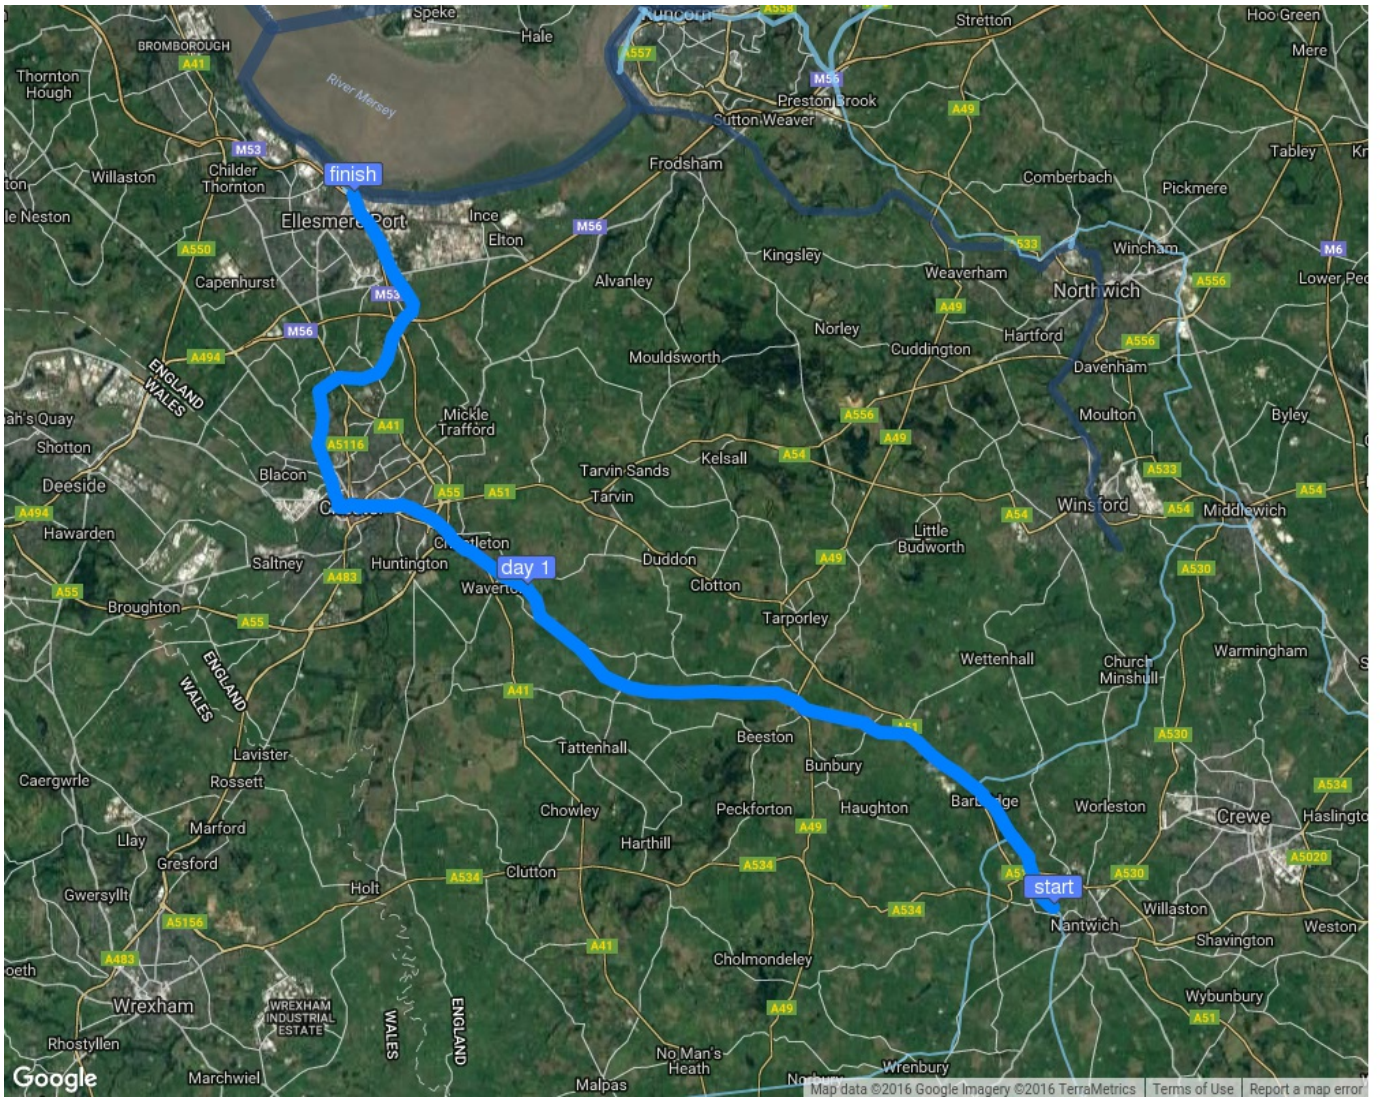 Speke
Runcorn
A558
Stretton
Hoo Green
BROMBOROUGH
Hale
A557
Mere
A41
Thornton
Hough
River Mersey
M56
Preston Brook
A49
Sutton Weaver
M53
Childer
Thornton
finish
Frodsham
Tabley
Willaston
Comberbach
Pickmere
le Neston
Ellesmere Port
Ince
Elton
M56
A550
Capenhurst
Kingsley
A533
Wincham
M6
Alvanley
Weaverham
A556
Lower Peo
M53
Northwich
A49
M56
Norley
Hartford
A494
Mouldsworth
Cuddington
A556
ENGLAND
WALES
Davenham
ah's Quay
A41
Mickle
Trafford
A556
Moulton
Byley
Shotton
A5116
A49
Blacon
Kelsall
A54
Deeside
Tarvin Sands
A533
A55
A51
Tarvin
A54
A494
Winsford
A54
Middlewich
A54
Hawarden
Little
Budworth
Saltney
Huntington
day 1
Duddon
A49
A530
A483
Clotton
A55
Broughton
Waverton
A55
Tarporley
ENGLAND
WALES
Wettenhall
Church
Minshull
Warmingham
A41
A51
A530
Lavister
Tattenhall
Beeston
Caergwrle
Rossett
Bunbury
A534
Barbridge
Worleston
Chowley
Peckforton
Haughton
Crewe
Haslingto
Marford
A49
Llay
Harthill
Gresford
A534
Clutton
A534
A530
A5020
Holt
start
Gwersyllt
A5156
A534
Nantwich
Willaston
Weston
A41
Shavington
A483
Cholmondeley
Wrexham
WREXHAM
INDUSTRIAL
ESTATE
WALES
ENGLAND
A49
Wybunbury
A51
Rhostyllen
No Man's
Heath
Wrenbury
Google
Marchwiel
Malpas
Norbury
Map data ©2016 Google Imagery ©2016 TerraMetrics
Terms of Use
Report a map error